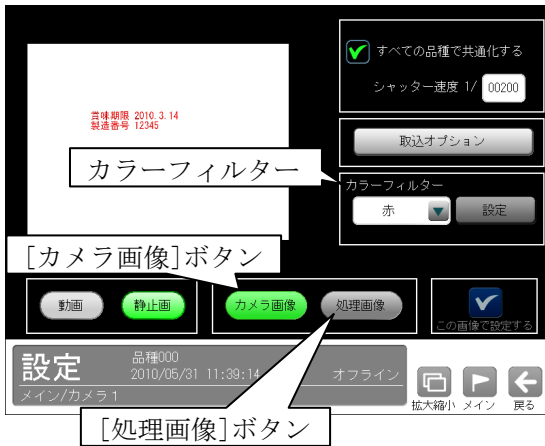 すべての品種で共通化する
シャッター速度 1/ 00200
賞味期限 2010.3.14
製造番号 12345
取込オプション
カラーフィルター
カラーフィルター
赤
設定
[カメラ画像]ボタン
動画
静止画
カメラ画像
処理画像
この画像で設定する
設定
品種000
2010/05/31 11:39:14
オフライン
メイン/カメラ1
拡大縮小
メイン
戻る
[処理画像]ボタン